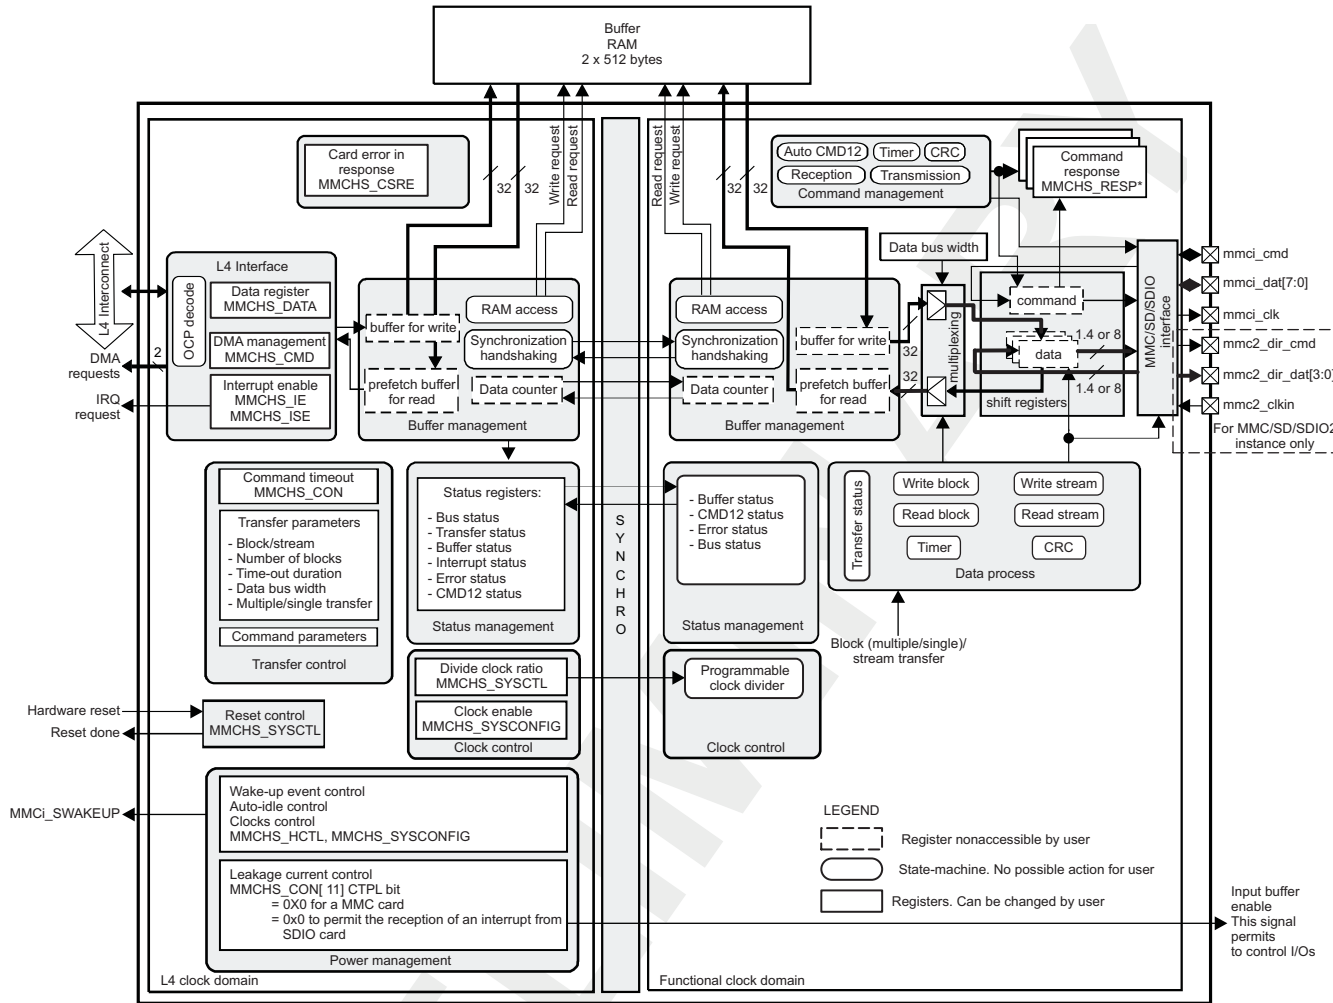 Buffer
RAM
2 x 512 bytes
Write request
Read request
Read request
Write request
32
32
32
32
Card error in
response
MMCHS_CSRE
Auto CMD12
Timer
CRC
Reception
Transmission
Command management
Command
response
MMCHS_RESP*
L4 Interconnect
L4 Interface
OCP decode
Data register
MMCHS_DATA
DMA management
MMCHS_CMD
Interrupt enable
MMCHS_IE
MMCHS_ISE
DMA
requests
2
IRQ
request
buffer for write
prefetch buffer
for read
RAM access
Synchronization
handshaking
Data counter
Buffer management
RAM access
Synchronization
handshaking
Data counter
buffer for write
prefetch buffer
for read
Buffer management
Data bus width
32
32
multiplexing
command
data
1.4 or 8
1.4 or 8
shift registers
MMC/SD/SDIO
interface
mmci_cmd
mmci_dat[7:0]
mmci_clk
mmc2_dir_cmd
mmc2_dir_dat[3:0]
mmc2_clkin
For MMC/SD/SDIO2
instance only
Command timeout
MMCHS_CON
Transfer parameters
- Block/stream
- Number of blocks
- Time-out duration
- Data bus width
- Multiple/single transfer
Command parameters
Transfer control
Status registers:
- Bus status
- Transfer status
- Buffer status
- Interrupt status
- Error status
- CMD12 status
Status management
SYNCHRO
- Buffer status
- CMD12 status
- Error status
- Bus status
Status management
Transfer status
Write block
Write stream
Read block
Read stream
Timer
CRC
Data process
Block (multiple/single)/
stream transfer
Divide clock ratio
MMCHS_SYSCTL
Clock enable
MMCHS_SYSCONFIG
Clock control
Programmable
clock divider
Clock control
Hardware reset
Reset done
Reset control
MMCHS_SYSCTL
MMCi_SWAKEUP
Wake-up event control
Auto-idle control
Clocks control
MMCHS_HCTL, MMCHS_SYSCONFIG
Leakage current control
MMCHS_CON[ 11] CTPL bit
= 0X0 for a MMC card
= 0x0 to permit the reception of an interrupt from
SDIO card
Power management
LEGEND
Register nonaccessible by user
State-machine. No possible action for user
Registers. Can be changed by user
Input buffer
enable
This signal
permits
to control I/Os
L4 clock domain
Functional clock domain